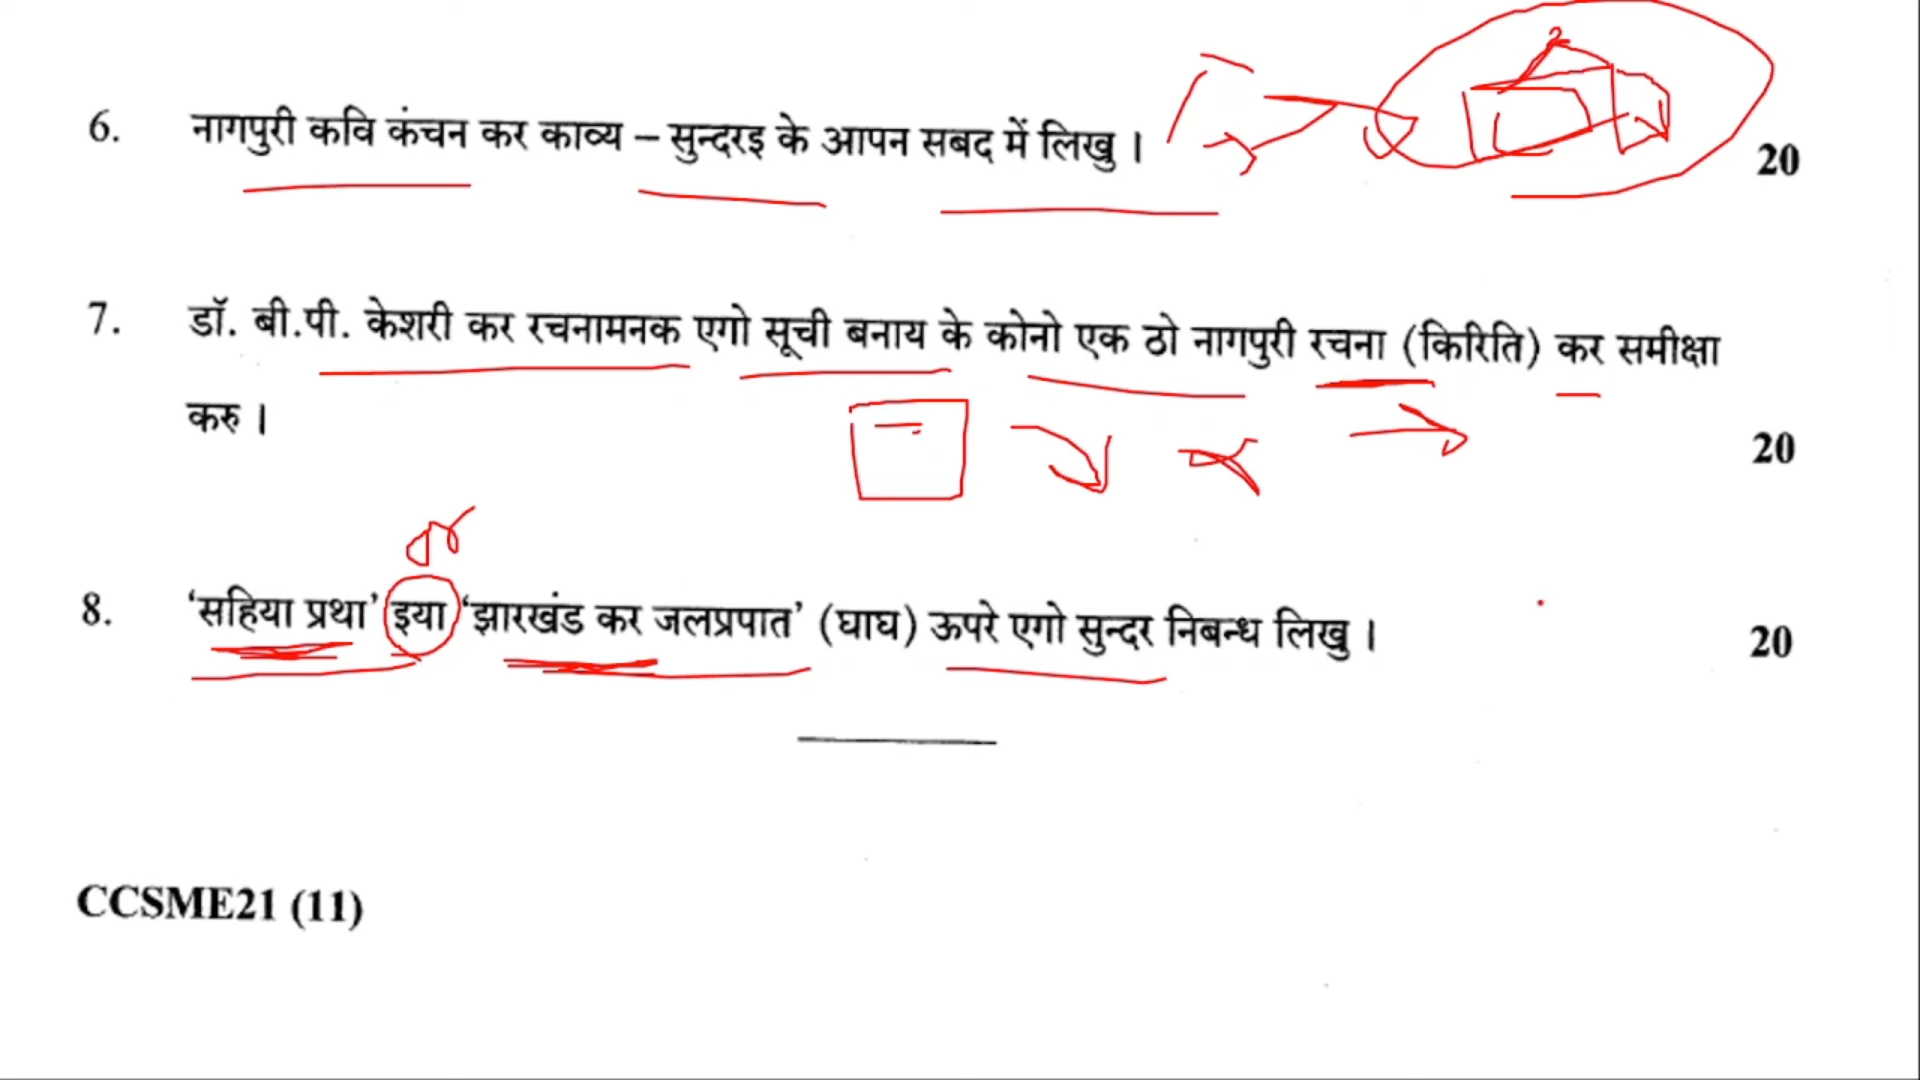 6. नागपुरी कवि कंचन कर काव्य – सुन्दरइ के आपन सबद में लिखु । 20
7. डॉ. बी.पी. केशरी कर रचनामनक एगो सूची बनाय के कोनो एक ठो नागपुरी रचना (किरिति) कर समीक्षा
करु । 20
8. ‘सहिया प्रथा’ इया ‘झारखंड कर जलप्रपात’ (घाघ) ऊपरे एगो सुन्दर निबन्ध लिखु । 20
CCSME21 (11)